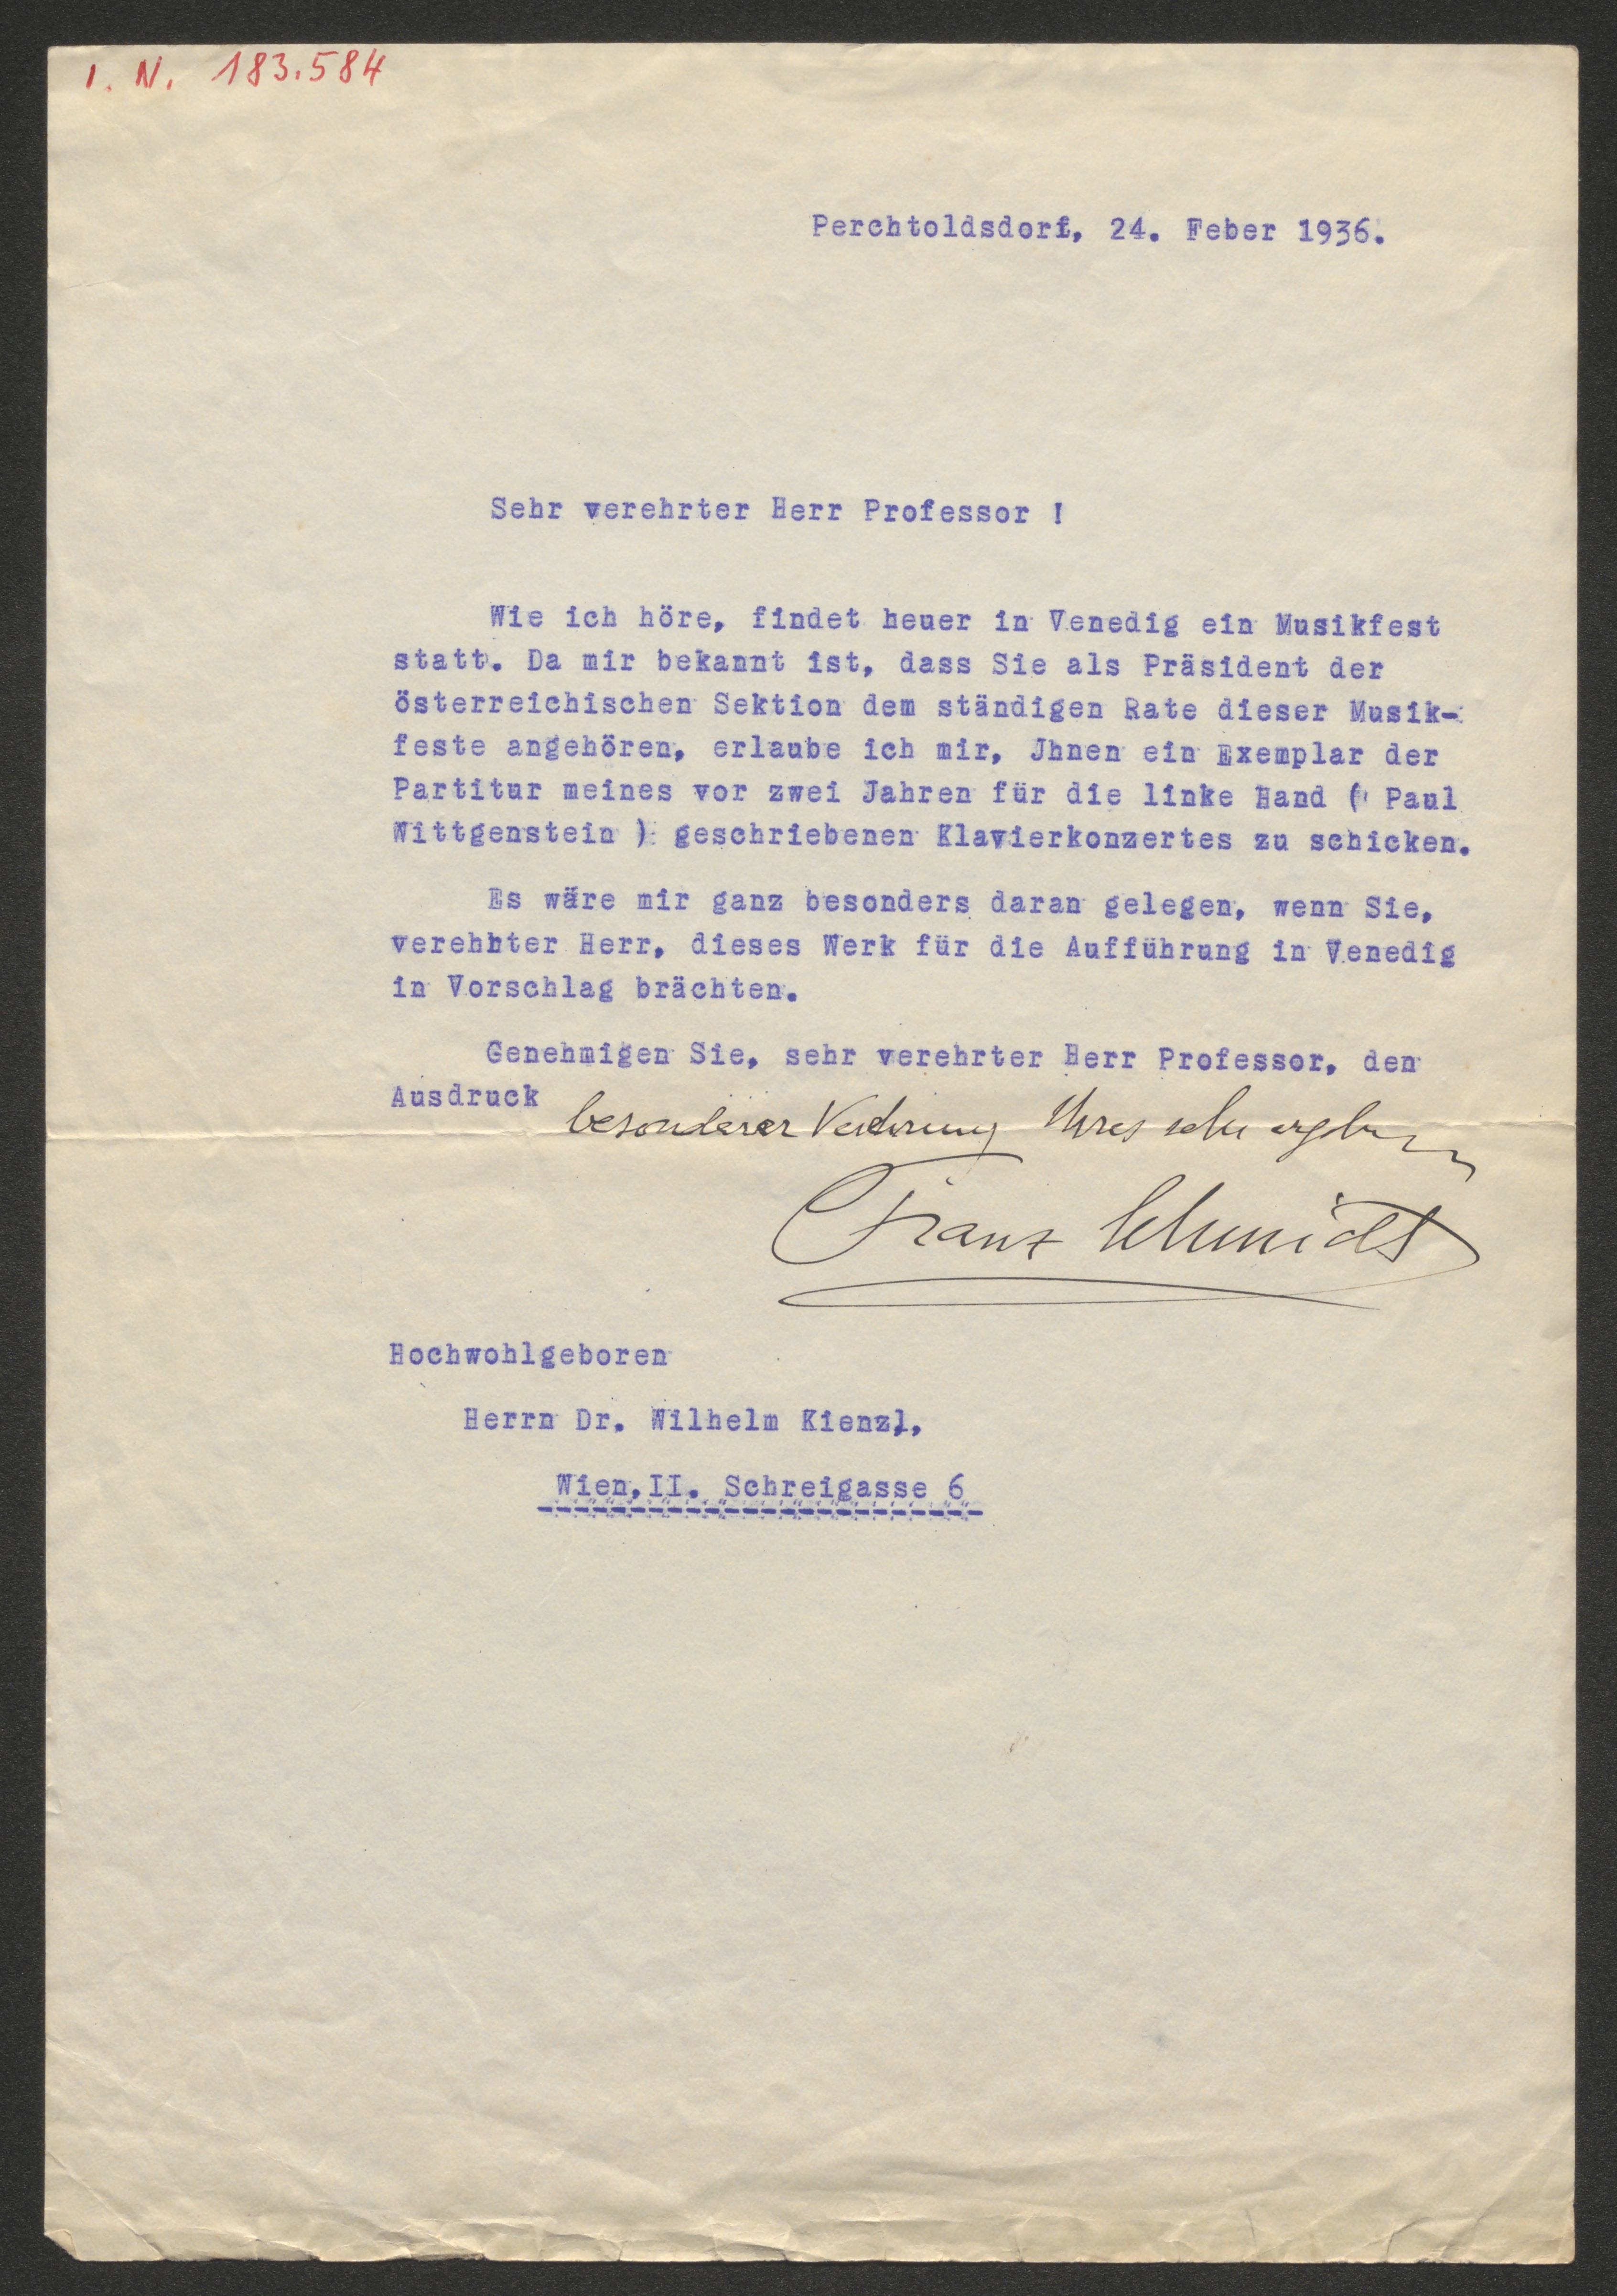 I. N. 183.584
Perchtoldsdorf, 24. Feber 1936.
Sehr verehrter Herr Professor !
Wie ich höre, findet heuer in Venedig ein Musikfest
statt. Da mir bekannt ist, dass Sie als Präsident der
österreichischen Sektion dem ständigen Rate dieser Musik-
feste angehören, erlaube ich mir, Jhnen ein Exemplar der
Partitur meines vor zwei Jahren für die linke Hand ( Paul
Wittgenstein ) geschriebenen Klavierkonzertes zu schicken.
Es wäre mir ganz besonders daran gelegen, wenn Sie,
verehhter Herr, dieses Werk für die Aufführung in Venedig
in Vorschlag brächten.
Genehmigen Sie, sehr verehrter Herr Professor, den
Ausdruck besonderer Verehrung Ihres sehr ergebenen
Franz Schmidt
Hochwohlgeboren
Herrn Dr. Wilhelm Kienzl,
Wien,II. Schreigasse 6